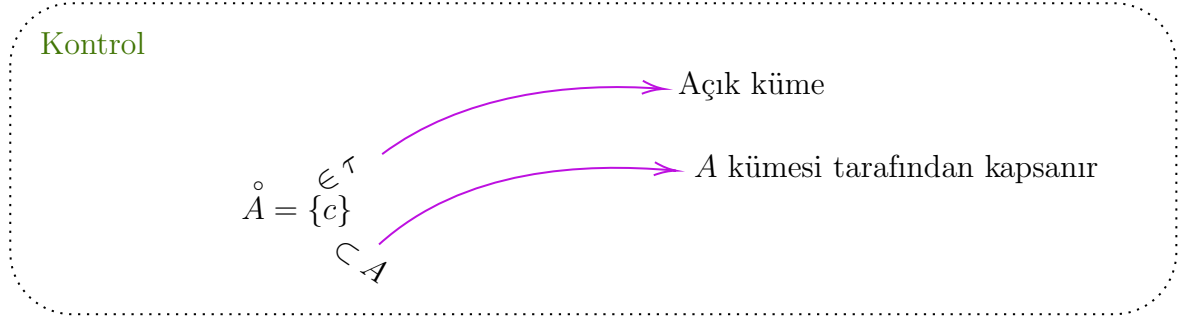 Kontrol
Açık küme
∈ τ
A kümesi tarafından kapsanır
Å = {c}
⊂ A